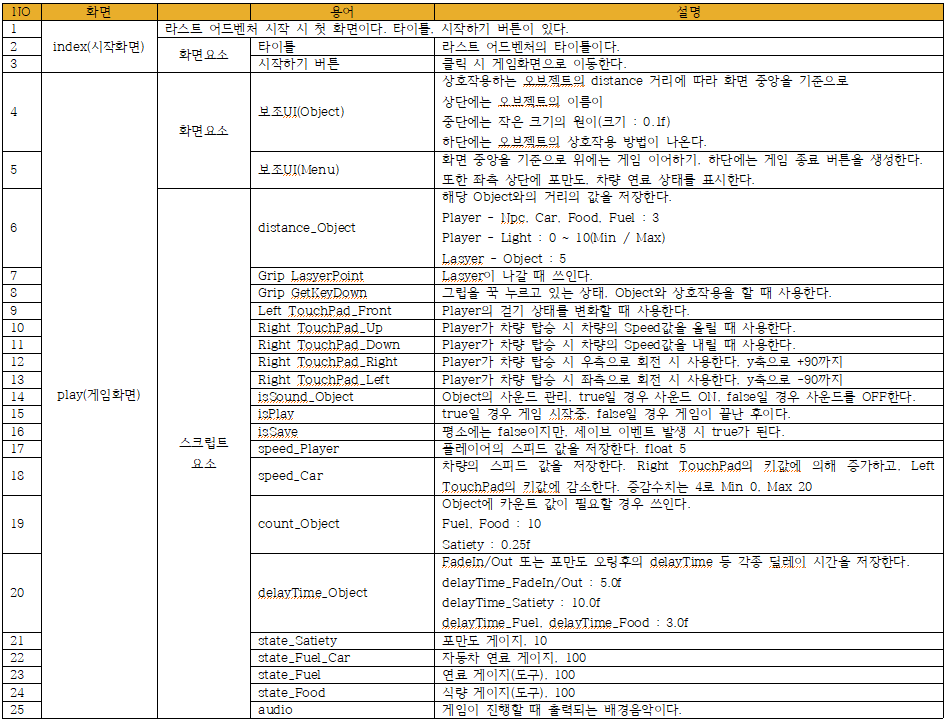 NO 화면 용어 설명
1 index(시작화면) 라스트 어드벤처 시작 시 첫 화면이다. 타이틀, 시작하기 버튼이 있다.
2 화면요소 타이틀 라스트 어드벤처의 타이틀이다.
3 시작하기 버튼 클릭 시 게임화면으로 이동한다.
4 play(게임화면) 화면요소 보조UI(Object) 상호작용하는 오브젝트의 distance 거리에 따라 화면 중앙을 기준으로
상단에는 오브젝트의 이름이
중단에는 작은 크기의 원이(크기 : 0.1f)
하단에는 오브젝트의 상호작용 방법이 나온다.
5 보조UI(Menu) 화면 중앙을 기준으로 위에는 게임 이어하기, 하단에는 게임 종료 버튼을 생성한다.
또한 좌측 상단에 포만도, 차량 연료 상태를 표시한다.
6 스크립트 요소 distance_Object 해당 Object와의 거리의 값을 저장한다.
Player - Npc, Car, Food, Fuel : 3
Player - Light : 0 ~ 10(Min / Max)
Lasyer - Object : 5
7 Grip LasyerPoint Lasyer이 나갈 때 쓰인다.
8 Grip GetKeyDown 그립을 꾹 누르고 있는 상태, Object와 상호작용을 할 때 사용한다.
9 Left TouchPad_Front Player의 걷기 상태를 변화할 때 사용한다.
10 Right TouchPad_Up Player가 차량 탑승 시 차량의 Speed값을 올릴 때 사용한다.
11 Right TouchPad_Down Player가 차량 탑승 시 차량의 Speed값을 내릴 때 사용한다.
12 Right TouchPad_Right Player가 차량 탑승 시 우측으로 회전 시 사용한다, y축으로 +90까지
13 Right TouchPad_Left Player가 차량 탑승 시 좌측으로 회전 시 사용한다, y축으로 -90까지
14 isSound_Object Object의 사운드 관리, true일 경우 사운드 ON, false일 경우 사운드를 OFF한다.
15 isPlay true일 경우 게임 시작중, false일 경우 게임이 끝난 후이다.
16 isSave 평소에는 false이지만, 세이브 이벤트 발생 시 true가 된다.
17 speed_Player 플레이어의 스피드 값을 저장한다. float 5
18 speed_Car 차량의 스피드 값을 저장한다. Right TouchPad의 키값에 의해 증가하고, Left
TouchPad의 키값에 감소한다. 증감수치는 4로 Min 0, Max 20
19 count_Object Object에 카운트 값이 필요할 경우 쓰인다.
Fuel, Food : 10
Satiety : 0.25f
20 delayTime_Object FadeIn/Out 또는 포만도 오링후의 delayTime 등 각종 딜레이 시간을 저장한다.
delayTime_FadeIn/Out : 5.0f
delayTime_Satiety : 10.0f
delayTime_Fuel, delayTime_Food : 3.0f
21 state_Satiety 포만도 게이지, 10
22 state_Fuel_Car 자동차 연료 게이지, 100
23 state_Fuel 연료 게이지(도구), 100
24 state_Food 식량 게이지(도구), 100
25 audio 게임이 진행할 때 출력되는 배경음악이다.